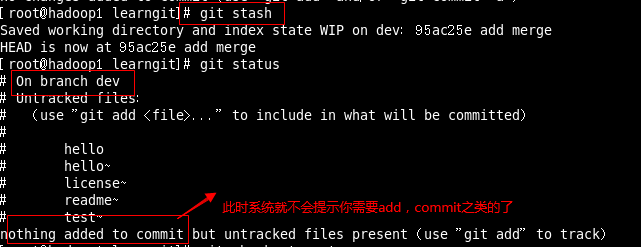 [root@hadoop1 learngit]# git stash
Saved working directory and index state WIP on dev: 95ac25e add merge
HEAD is now at 95ac25e add merge
[root@hadoop1 learngit]# git status
# On branch dev
# Untracked files:
#   (use "git add <file>..." to include in what will be committed)
#
#       hello
#       hello~
#       license~
#       readme~
#       test~
此时系统就不会提示你需要add，commit之类的了
nothing added to commit but untracked files present (use "git add" to track)